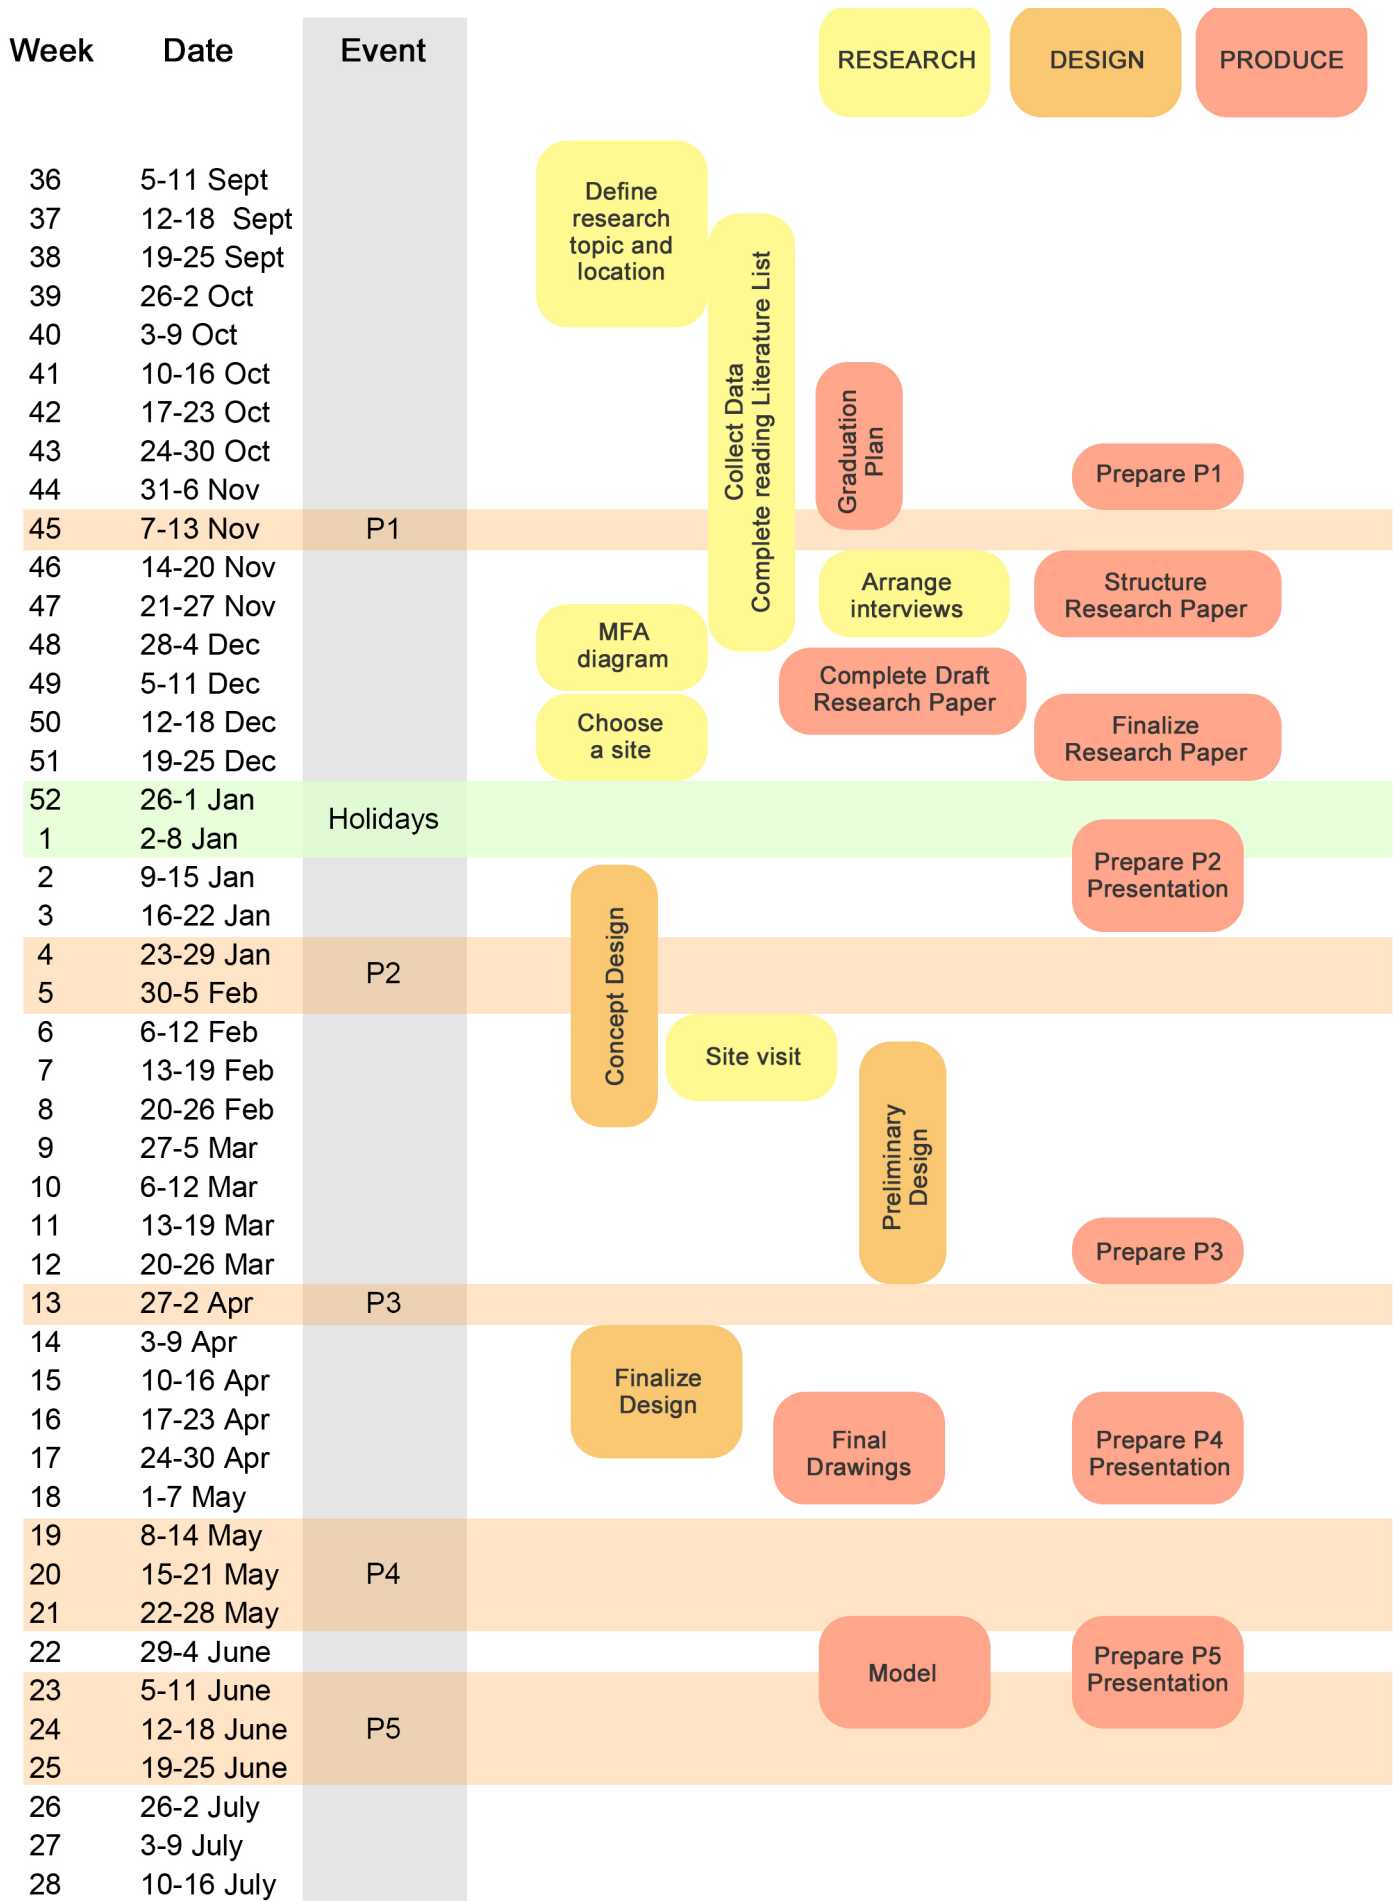 Week Date Event RESEARCH DESIGN PRODUCE
36 5-11 Sept
37 12-18 Sept
38 19-25 Sept
39 26-2 Oct
40 3-9 Oct
41 10-16 Oct
42 17-23 Oct
43 24-30 Oct
44 31-6 Nov
45 7-13 Nov P1
46 14-20 Nov
47 21-27 Nov
48 28-4 Dec
49 5-11 Dec
50 12-18 Dec
51 19-25 Dec
52 26-1 Jan
Holidays
1 2-8 Jan
2 9-15 Jan
3 16-22 Jan
4 23-29 Jan
P2
5 30-5 Feb
6 6-12 Feb
7 13-19 Feb
8 20-26 Feb
9 27-5 Mar
10 6-12 Mar
11 13-19 Mar
12 20-26 Mar
13 27-2 Apr P3
14 3-9 Apr
15 10-16 Apr
16 17-23 Apr
17 24-30 Apr
18 1-7 May
19 8-14 May
20 15-21 May P4
21 22-28 May
22 29-4 June
23 5-11 June
24 12-18 June P5
25 19-25 June
26 26-2 July
27 3-9 July
28 10-16 July
Define
research
topic and
location
Collect Data
Complete reading Literature List
Graduation
Plan
Prepare P1
Arrange
interviews
Structure
Research Paper
MFA
diagram
Complete Draft
Research Paper
Choose
a site
Finalize
Research Paper
Prepare P2
Presentation
Concept Design
Site visit
Preliminary
Design
Prepare P3
Finalize
Design
Final
Drawings
Prepare P4
Presentation
Model
Prepare P5
Presentation